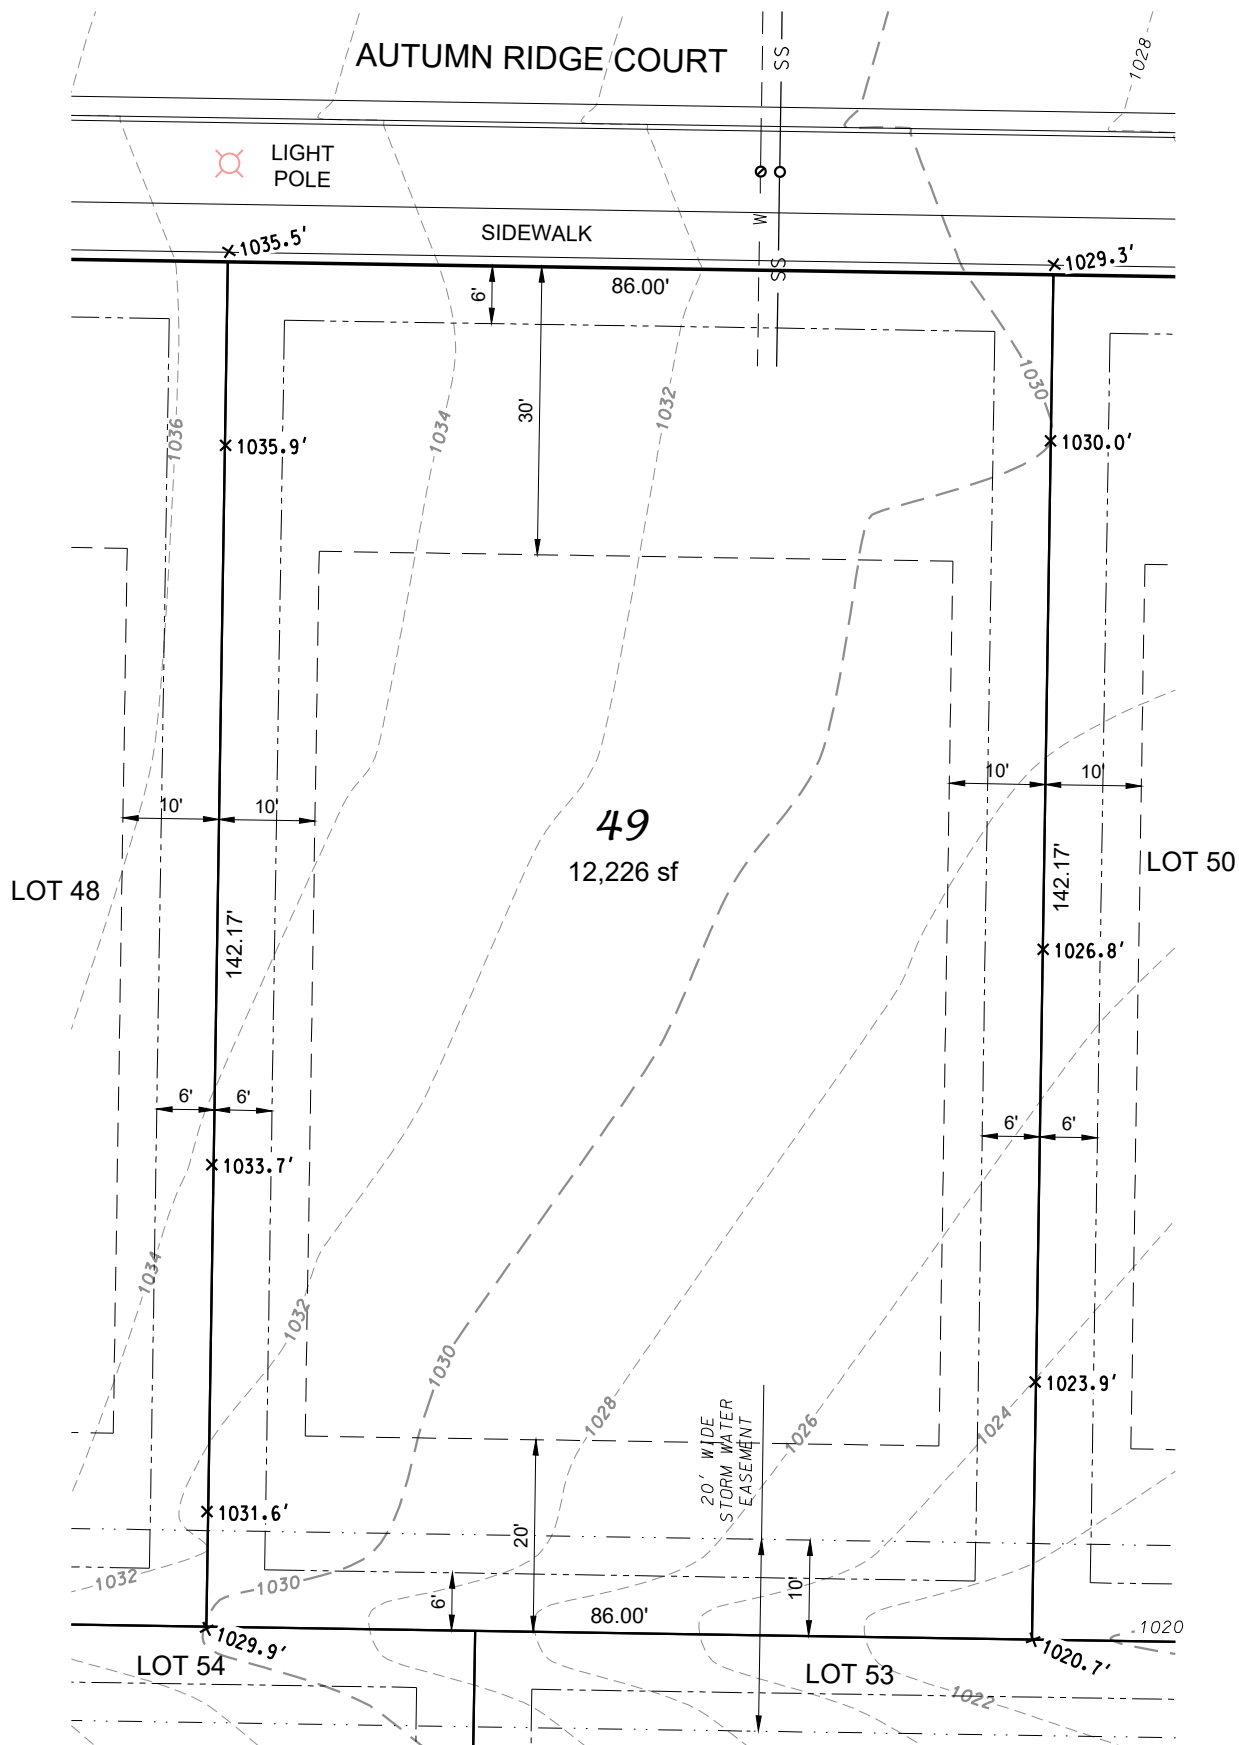 1028
AUTUMN RIDGE COURT
SS
LIGHT
POLE
W
SIDEWALK
1035.5'
1029.3'
SS
6'
86.00'
30'
1030
1032
1034
1036
1035.9'
1030.0'
10'
10'
10'
10'
49
12,226 sf
LOT 48
142.17'
142.17'
LOT 50
1026.8'
6'
6'
6'
6'
1033.7'
1034
1032
1030
1028
1026
1024
1023.9'
20' WIDE
STORM WATER
EASEMENT
1031.6'
20'
10'
6'
1032
1030
86.00'
1029.9'
1020.7'
1020
LOT 54
LOT 53
1022